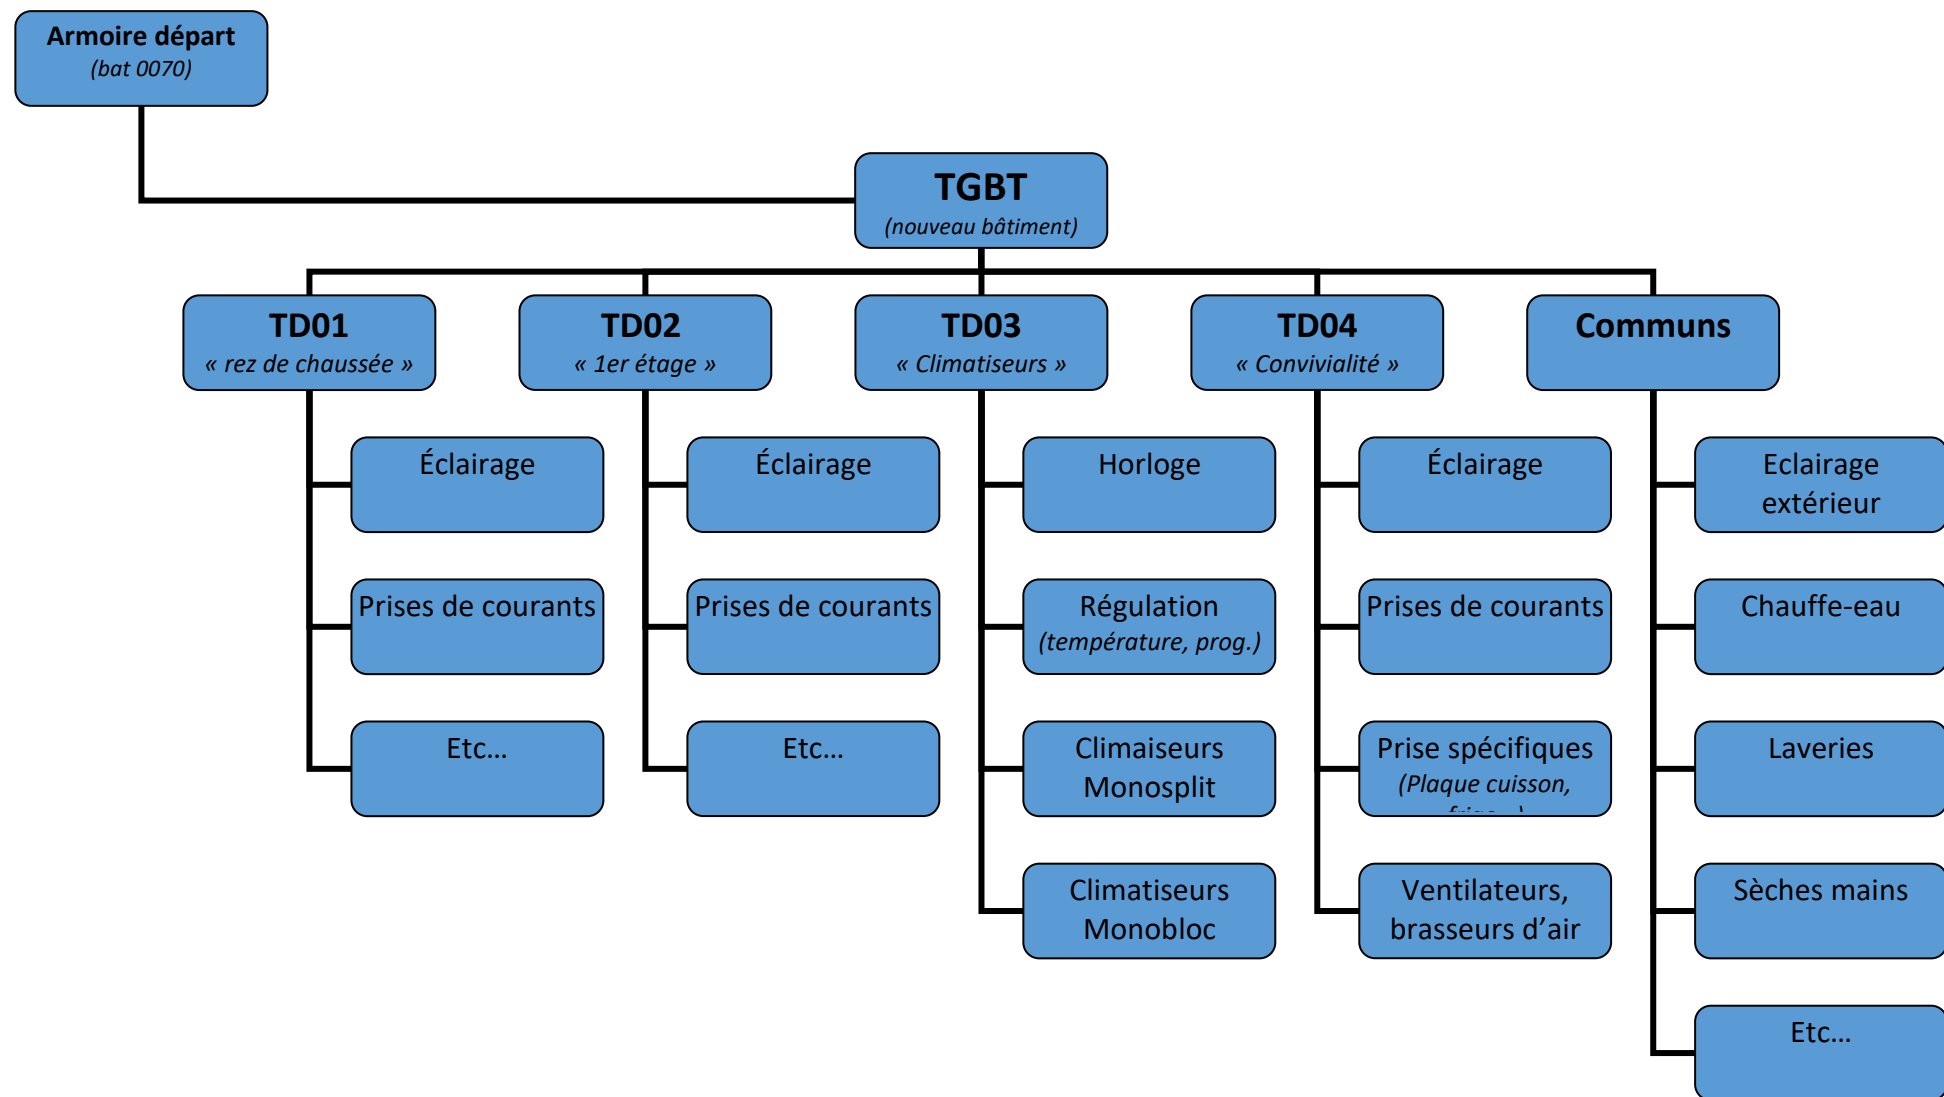 Armoire départ
(bat 0070)
TGBT
(nouveau bâtiment)
TD01
« rez de chaussée »
TD02
« 1er étage »
TD03
« Climatiseurs »
TD04
« Convivialité »
Communs
Éclairage
Prises de courants
Etc...
Éclairage
Prises de courants
Etc...
Horloge
Régulation
(température, prog.)
Climaiseurs
Monosplit
Climatiseurs
Monobloc
Éclairage
Prises de courants
Prise spécifiques
(Plaque cuisson,
Ventilateurs,
brasseurs d’air
Eclairage
extérieur
Chauffe-eau
Laveries
Sèches mains
Etc...